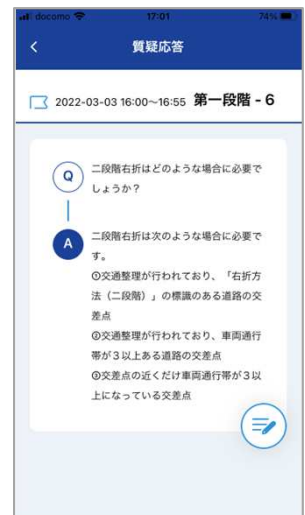 docomo 17:01 74%
質疑応答
2022-03-03 16:00~16:55 第一段階 - 6
Q 二段階右折はどのような場合に必要で
しょうか？
A 二段階右折は次のような場合に必要で
す。
①交通整理が行われており、「右折方
法（二段階）」の標識のある道路の交
差点
②交通整理が行われており、車両通行
帯が３以上ある道路の交差点
③交差点の近くだけ車両通行帯が３以
上になっている交差点